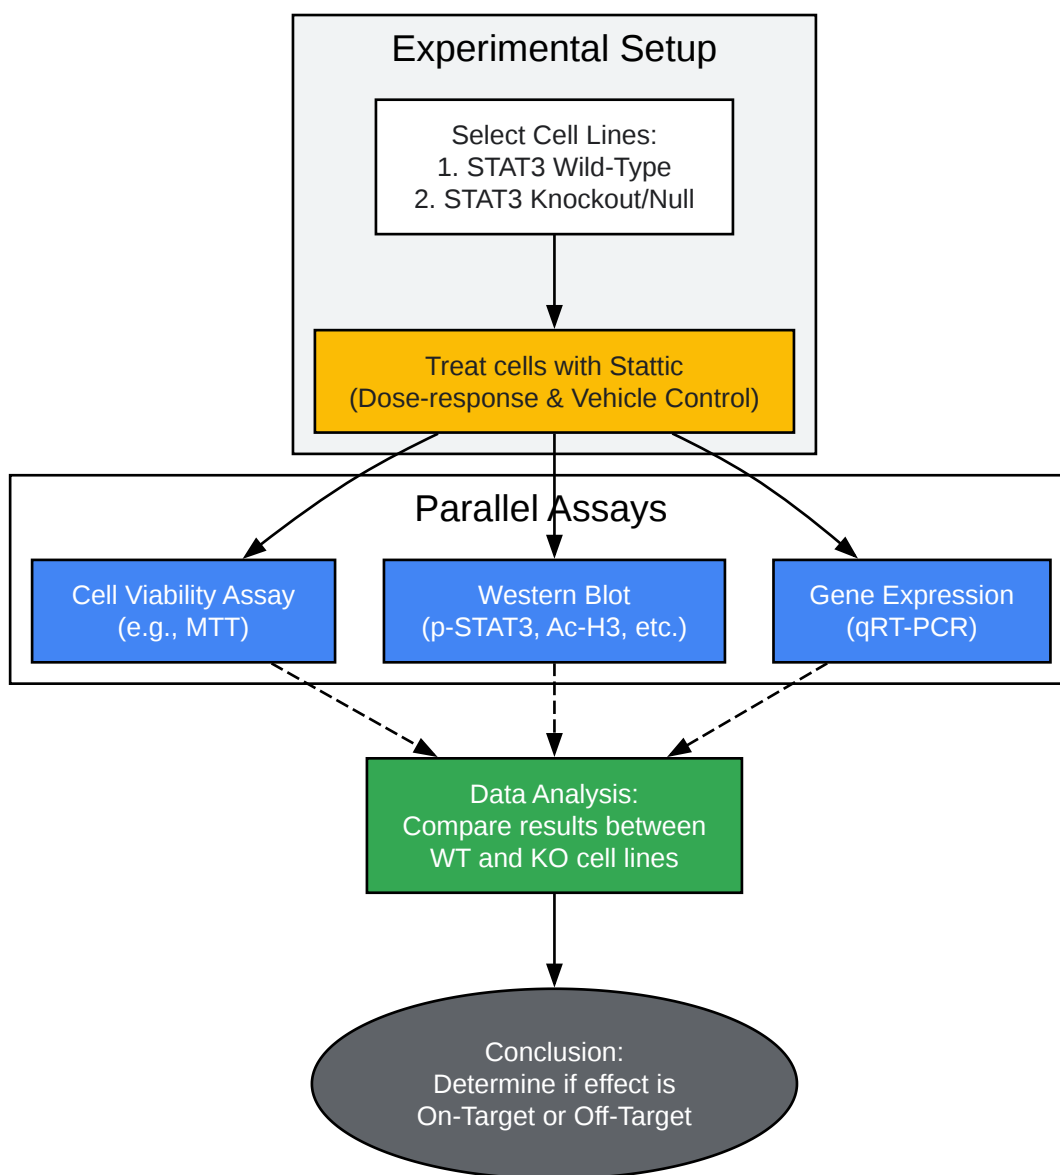 Experimental Setup
Select Cell Lines:
1. STAT3 Wild-Type
2. STAT3 Knockout/Null
Treat cells with Stattic
(Dose-response & Vehicle Control)
Parallel Assays
Cell Viability Assay
(e.g., MTT)
Western Blot
(p-STAT3, Ac-H3, etc.)
Gene Expression
(qRT-PCR)
Data Analysis:
Compare results between
WT and KO cell lines
Conclusion:
Determine if effect is
On-Target or Off-Target